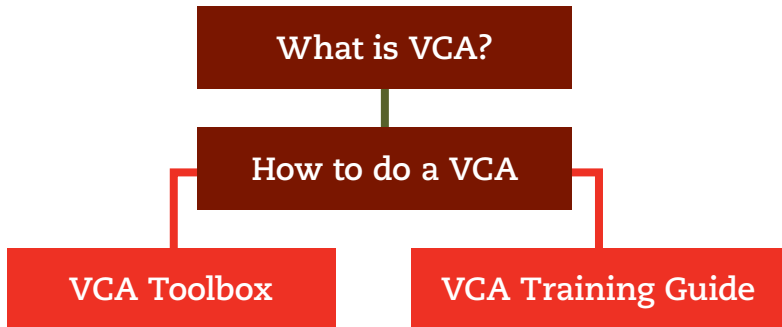 What is VCA?
How to do a VCA
VCA Toolbox
VCA Training Guide